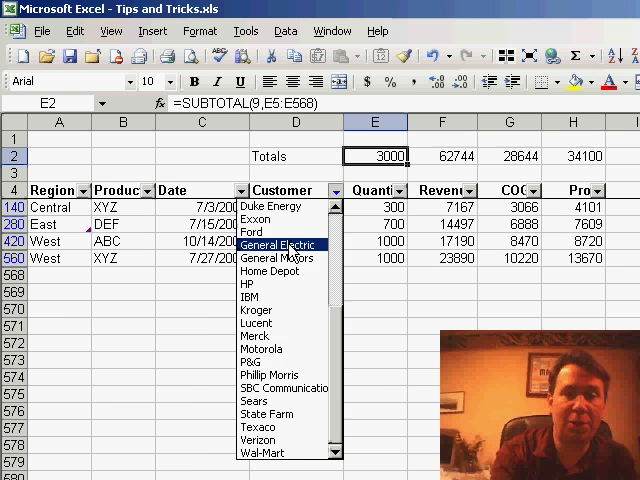 Microsoft Excel - Tips and Tricks.xls
File Edit View Insert Format Tools Data Window Help
Arial 10 B I U $ %
E2 fx =SUBTOTAL(9,E5:E568)
A B C D E F G H I
1
2 Totals 3000 62744 28644 34100
3
4 Region Produc Date Customer Quanti Revenu COG Pro
140 Central XYZ 7/3/200 300 7167 3066 4101
280 East DEF 7/15/200 700 14497 6888 7609
420 West ABC 10/14/200 1000 17190 8470 8720
560 West XYZ 7/27/200 1000 23890 10220 13670
568
569
570
571
572
573
574
575
576
577
578
579
580
Duke Energy
Exxon
Ford
General Electric
General Motors
Home Depot
HP
IBM
Kroger
Lucent
Merck
Motorola
P&G
Phillip Morris
SBC Communicatio
Sears
State Farm
Texaco
Verizon
Wal-Mart